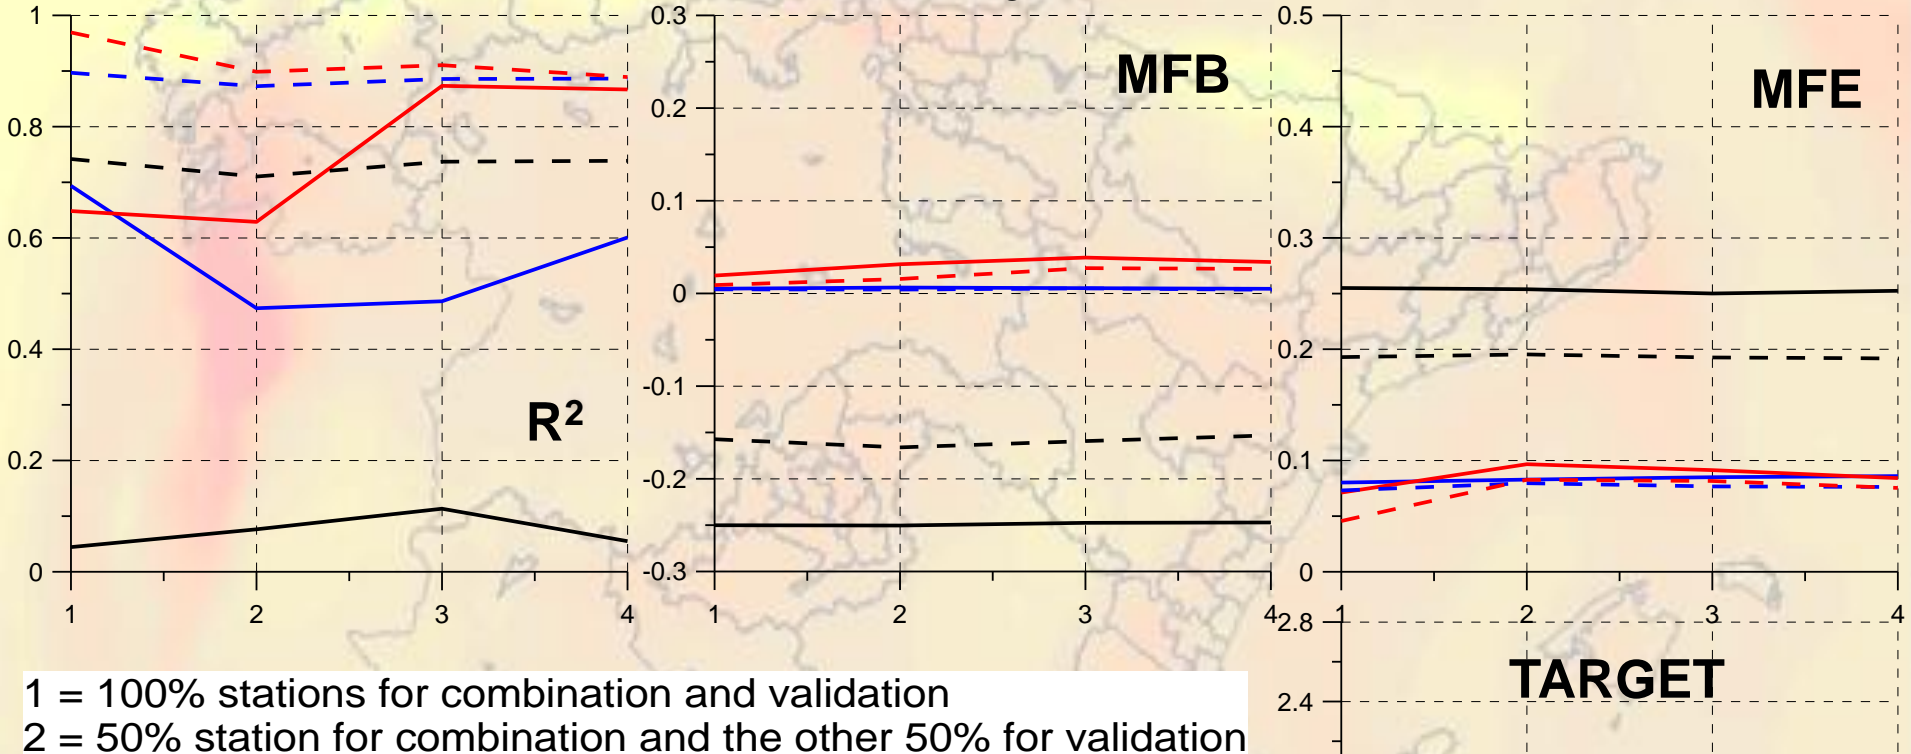 1
0.8
0.6
0.4
0.2
0
R2
1 2 3 4
0.3
0.2
0.1
0
-0.1
-0.2
-0.3
MFB
1 2 3 4
0.5
0.4
0.3
0.2
0.1
0
MFE
1 2 3 4
2.8
2.4
TARGET
1 = 100% stations for combination and validation
2 = 50% station for combination and the other 50% for validation